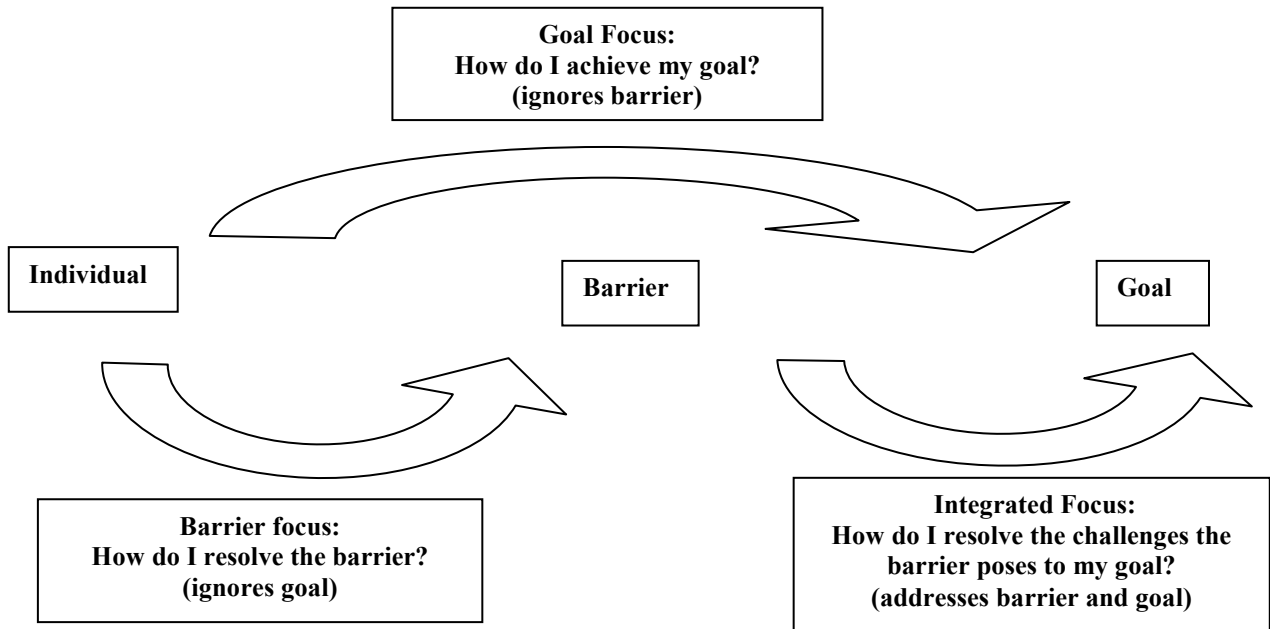 Goal Focus:
How do I achieve my goal?
(ignores barrier)
Individual
Barrier
Goal
Barrier focus:
How do I resolve the barrier?
(ignores goal)
Integrated Focus:
How do I resolve the challenges the
barrier poses to my goal?
(addresses barrier and goal)